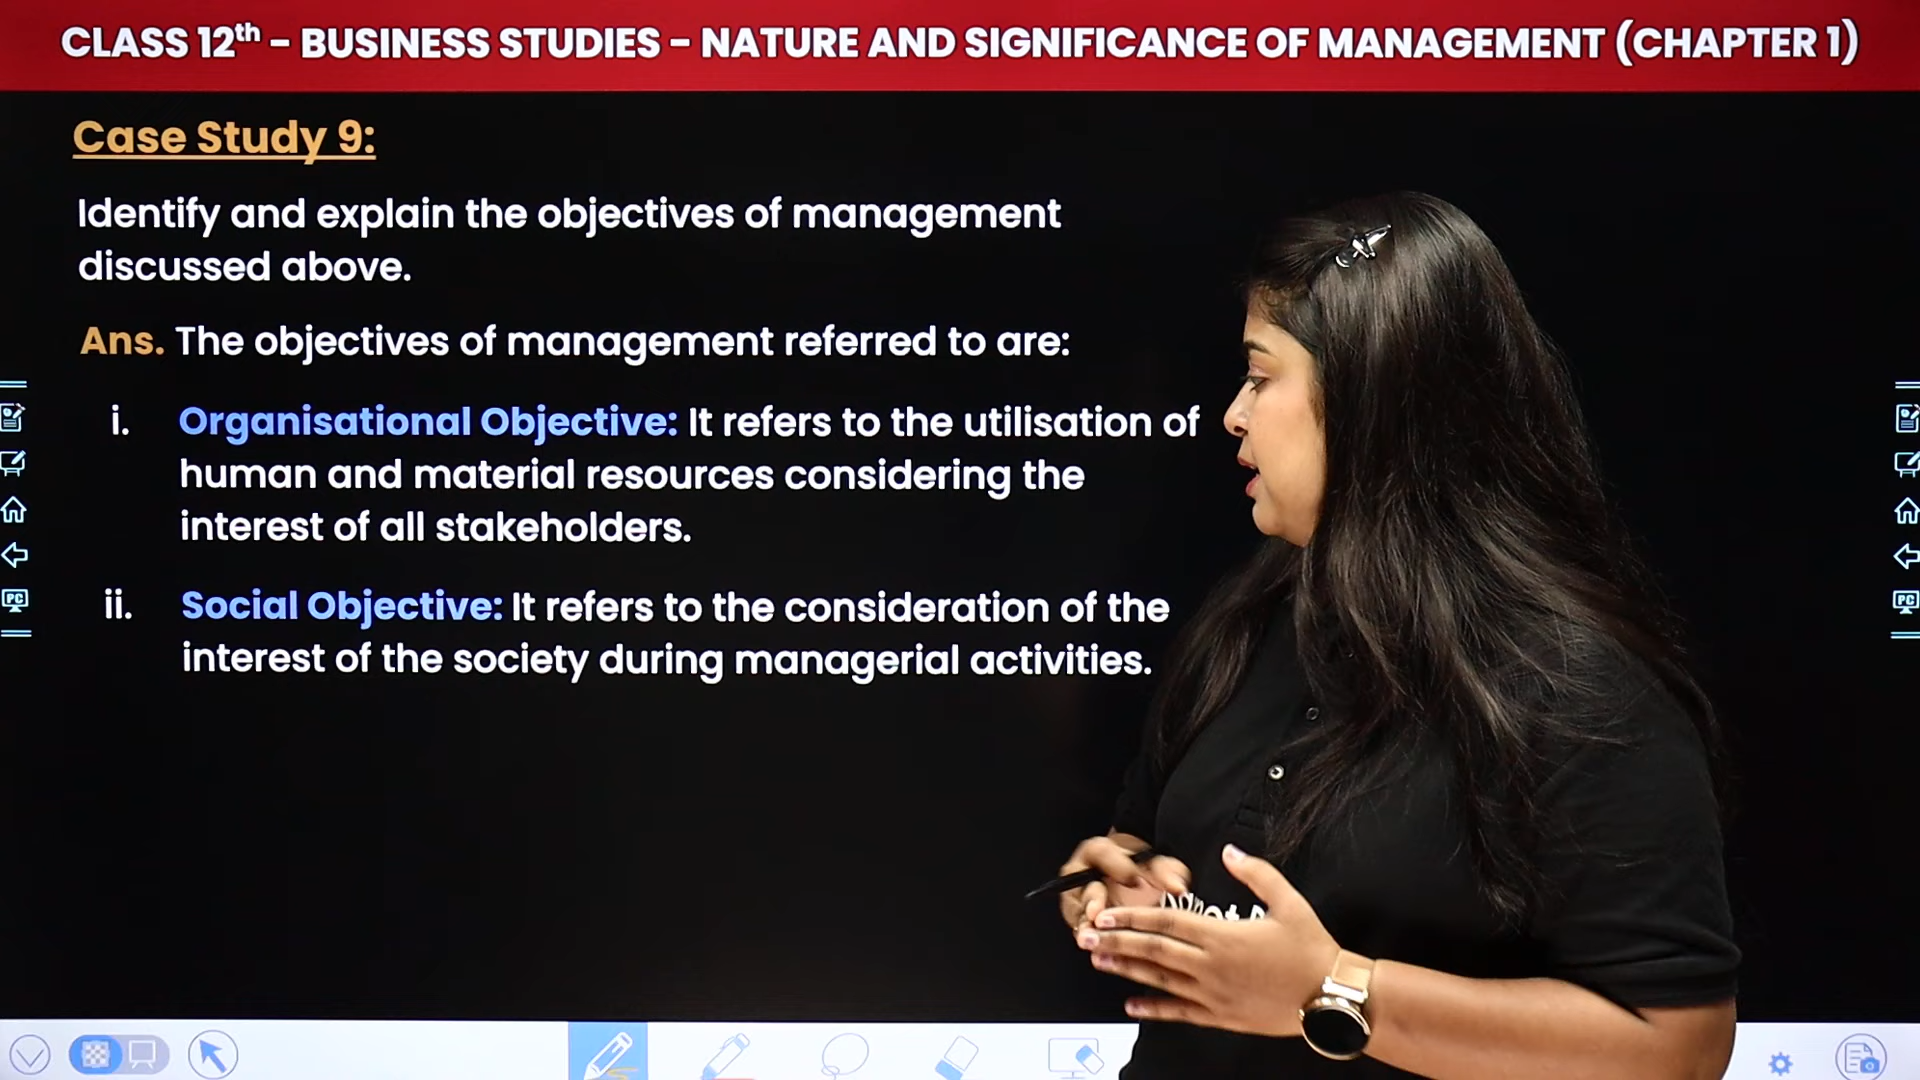 CLASS 12th – BUSINESS STUDIES – NATURE AND SIGNIFICANCE OF MANAGEMENT (CHAPTER 1)
Case Study 9:
Identify and explain the objectives of management
discussed above.
Ans. The objectives of management referred to are:
i. Organisational Objective: It refers to the utilisation of
human and material resources considering the
interest of all stakeholders.
ii. Social Objective: It refers to the consideration of the
interest of the society during managerial activities.
PC
PC